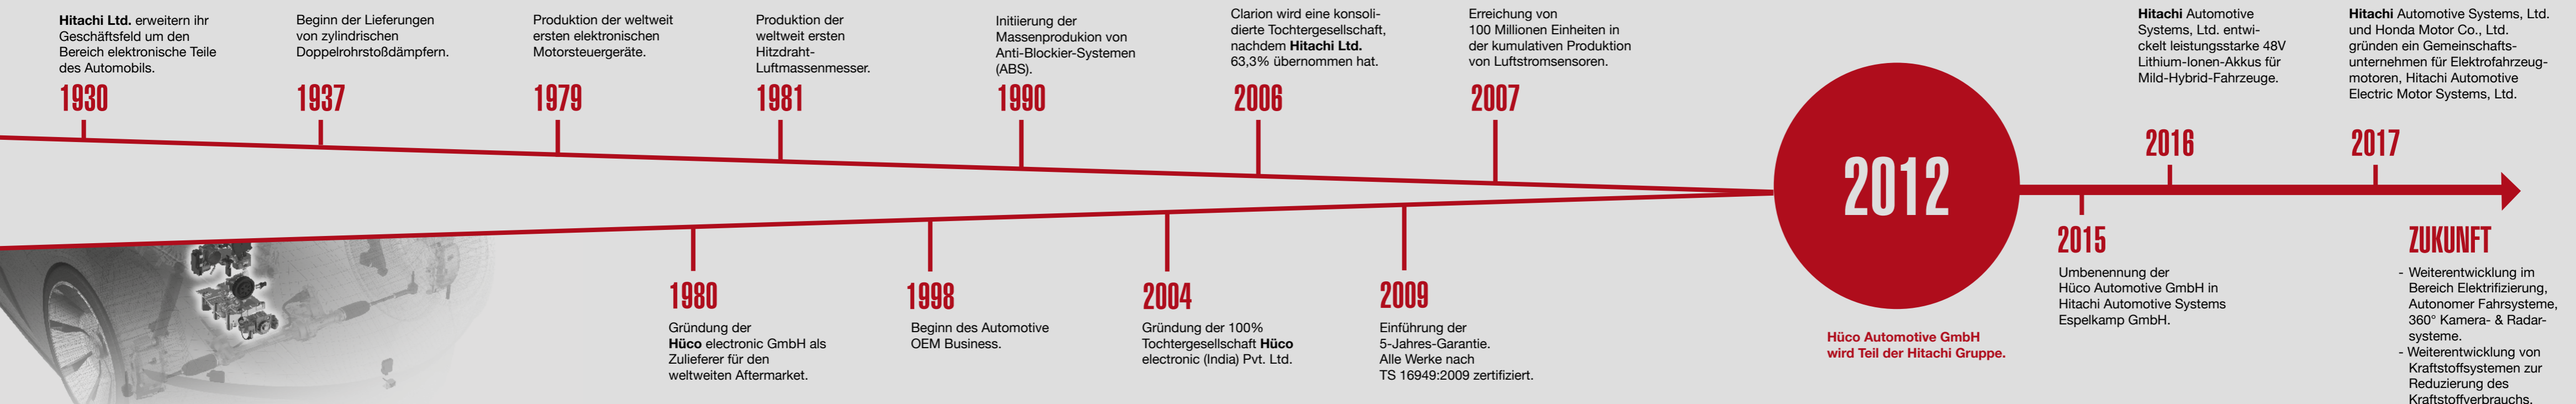 Hitachi Ltd. erweitern ihr
Geschäftsfeld um den
Bereich elektronische Teile
des Automobils.
1930
Beginn der Lieferungen
von zylindrischen
Doppelrohrstoßdämpfern.
1937
Produktion der weltweit
ersten elektronischen
Motorsteuergeräte.
1979
Produktion der
weltweit ersten
Hitzdraht-
Luftmassenmesser.
1981
Initiierung der
Massenprodukion von
Anti-Blockier-Systemen
(ABS).
1990
Clarion wird eine konsoli-
dierte Tochtergesellschaft,
nachdem Hitachi Ltd.
63,3% übernommen hat.
2006
Erreichung von
100 Millionen Einheiten in
der kumulativen Produktion
von Luftstromsensoren.
2007
1980
Gründung der
Hüco electronic GmbH als
Zulieferer für den
weltweiten Aftermarket.
1998
Beginn des Automotive
OEM Business.
2004
Gründung der 100%
Tochtergesellschaft Hüco
electronic (India) Pvt. Ltd.
2009
Einführung der
5-Jahres-Garantie.
Alle Werke nach
TS 16949:2009 zertifiziert.
2012
Hüco Automotive GmbH
wird Teil der Hitachi Gruppe.
2015
Umbenennung der
Hüco Automotive GmbH in
Hitachi Automotive Systems
Espelkamp GmbH.
Hitachi Automotive
Systems, Ltd. entwi-
ckelt leistungsstarke 48V
Lithium-Ionen-Akkus für
Mild-Hybrid-Fahrzeuge.
2016
Hitachi Automotive Systems, Ltd.
und Honda Motor Co., Ltd.
gründen ein Gemeinschafts-
unternehmen für Elektrofahrzeug-
motoren, Hitachi Automotive
Electric Motor Systems, Ltd.
2017
ZUKUNFT
- Weiterentwicklung im
Bereich Elektrifizierung,
Autonomer Fahrsysteme,
360° Kamera- & Radar-
systeme.
- Weiterentwicklung von
Kraftstoffsystemen zur
Reduzierung des
Kraftstoffverbrauchs.